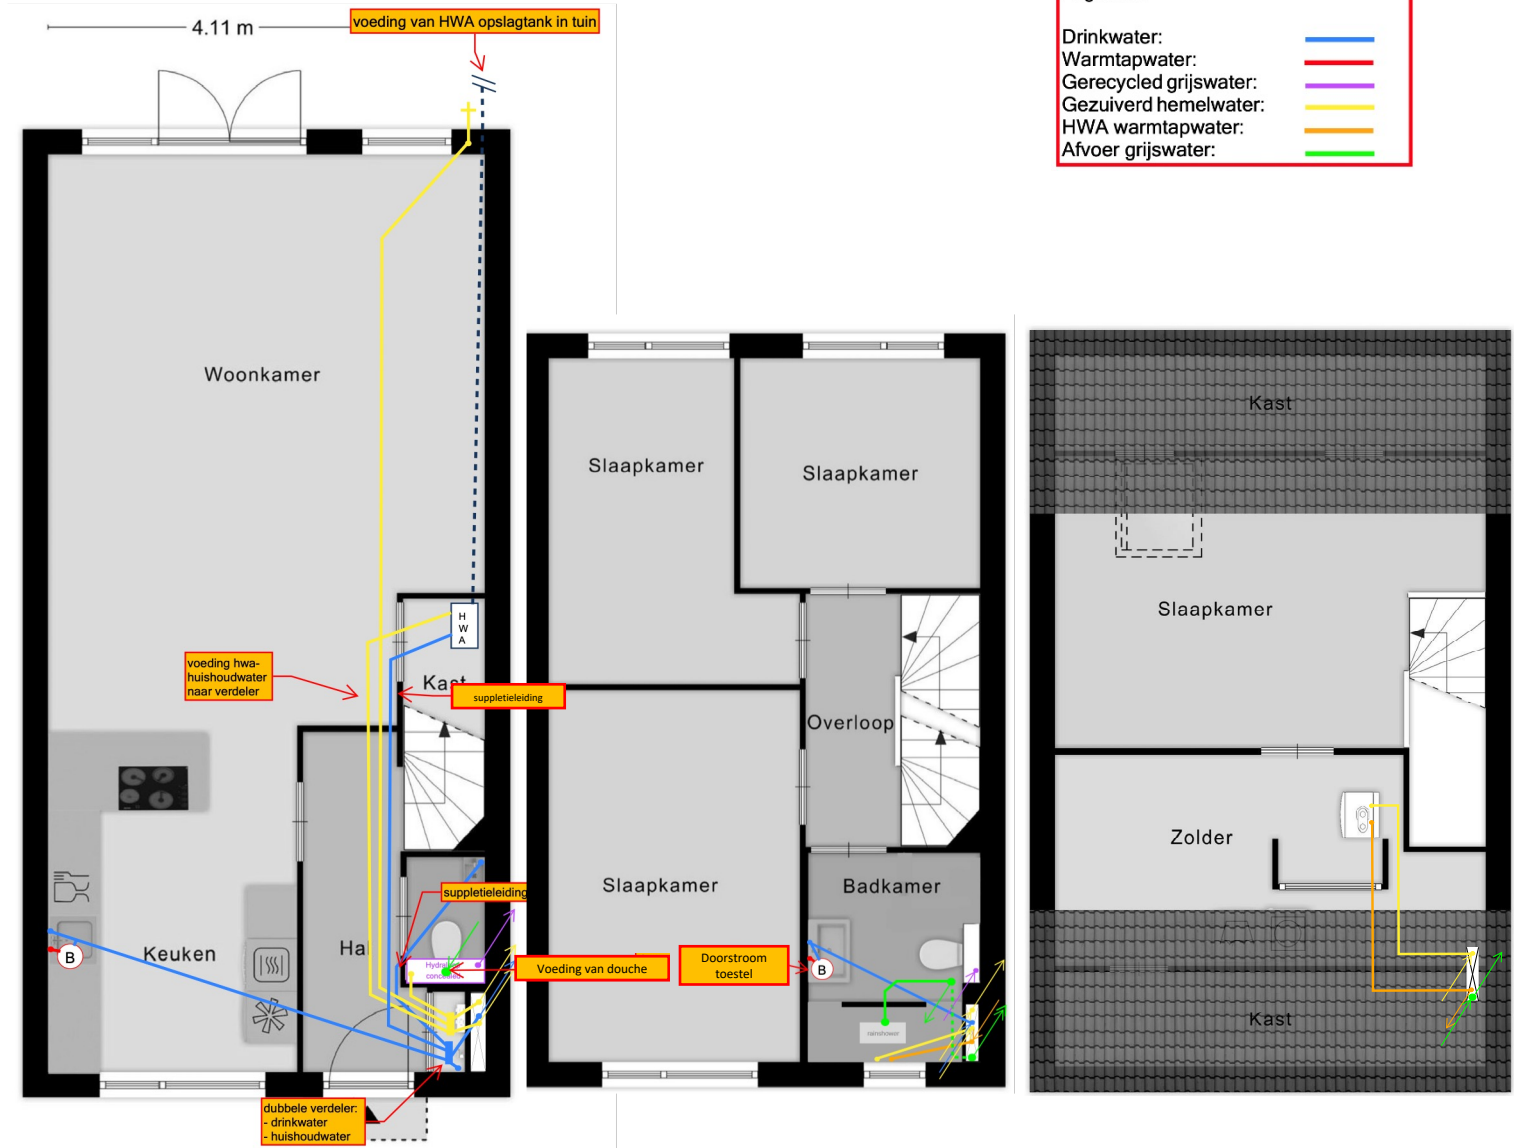 4.11 m
voeding van HWA opslagtank in tuin
Drinkwater:
Warmtapwater:
Gerecycled grijswater:
Gezuiverd hemelwater:
HWA warmtapwater:
Afvoer grijswater:
Woonkamer
H
W
A
Kast
voeding hwa-
huishoudwater
naar verdeler
suppletieleiding
suppletieleiding
Keuken
B
Hal
Voeding van douche
dubbele verdeler:
- drinkwater
- huishoudwater
Slaapkamer
Slaapkamer
Overloop
Slaapkamer
Badkamer
Doorstroom
toestel
B
rainshower
Kast
Slaapkamer
Zolder
Kast